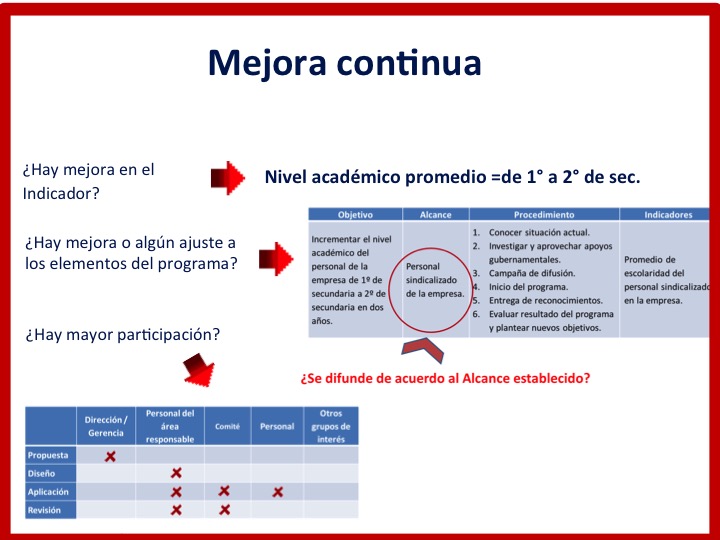 Mejora continua
¿Hay mejora en el
Indicador?
Nivel académico promedio =de 1° a 2° de sec.
¿Hay mejora o algún ajuste a
los elementos del programa?
Objetivo Alcance Procedimiento Indicadores
Incrementar el nivel
académico del
personal de la
empresa de 1º de
secundaria a 2º de
secundaria en dos
años.
Personal
sindicalizado
de la empresa.
1. Conocer situación actual.
2. Investigar y aprovechar apoyos
gubernamentales.
3. Campaña de difusión.
4. Inicio del programa.
5. Entrega de reconocimientos.
6. Evaluar resultado del programa
y plantear nuevos objetivos.
Promedio de
escolaridad del
personal sindicalizado
en la empresa.
¿Hay mayor participación?
¿Se difunde de acuerdo al Alcance establecido?
Dirección /
Gerencia
Personal del
área
responsable
Comité
Personal
Otros
grupos de
interés
Propuesta
Diseño
Aplicación
Revisión